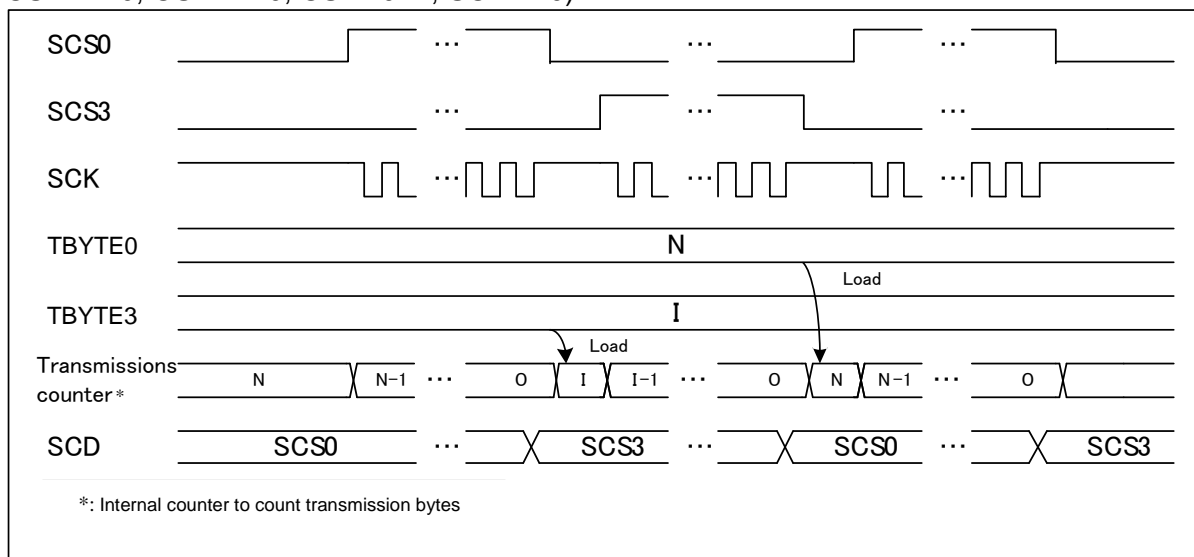 SCS0 ... ... ...
SCS3 ... ... ...
SCK ... ... ...
TBYTE0 N
Load
TBYTE3 I
Load
Transmissions
counter* N N-1 ... 0 I I-1 ... 0 N N-1 ... 0
SCD SCS0 ... SCS3 ... SCS0 ... SCS3
*: Internal counter to count transmission bytes